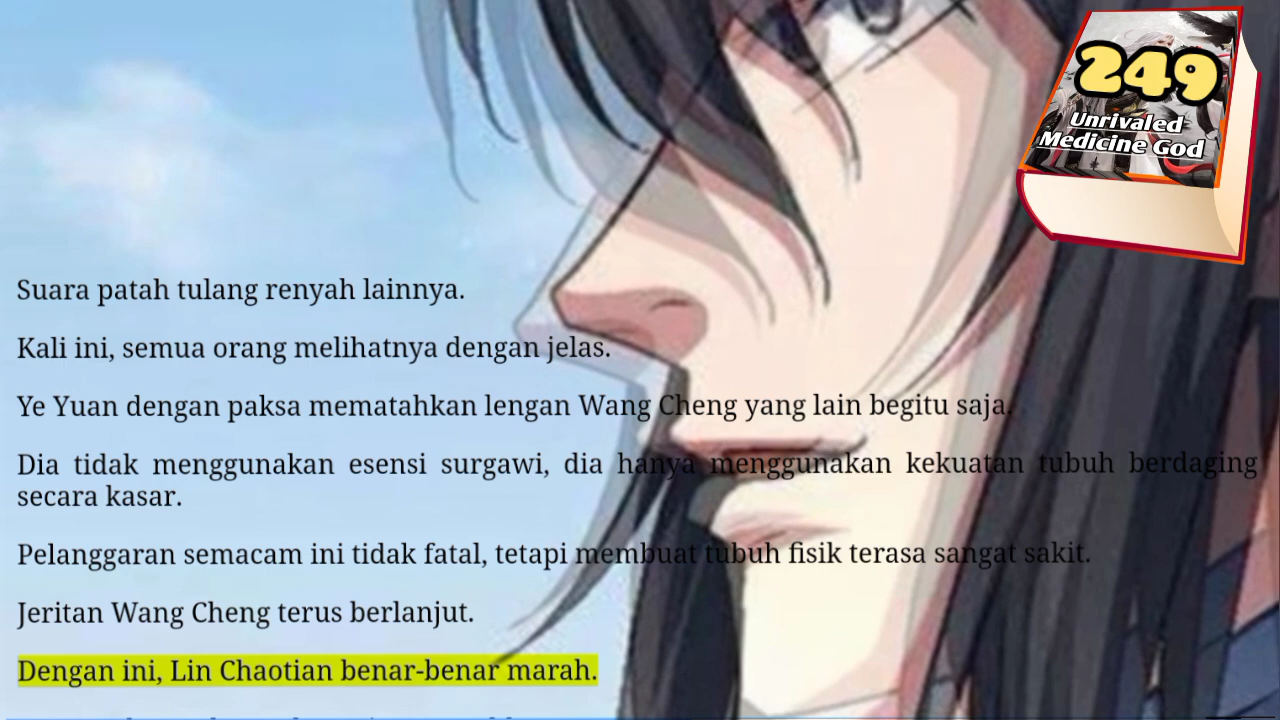 249
Unrivaled
Medicine God
Suara patah tulang renyah lainnya.
Kali ini, semua orang melihatnya dengan jelas.
Ye Yuan dengan paksa mematahkan lengan Wang Cheng yang lain begitu saja.
Dia tidak menggunakan esensi surgawi, dia hanya menggunakan kekuatan tubuh berdaging
secara kasar.
Pelanggaran semacam ini tidak fatal, tetapi membuat tubuh fisik terasa sangat sakit.
Jeritan Wang Cheng terus berlanjut.
Dengan ini, Lin Chaotian benar-benar marah.